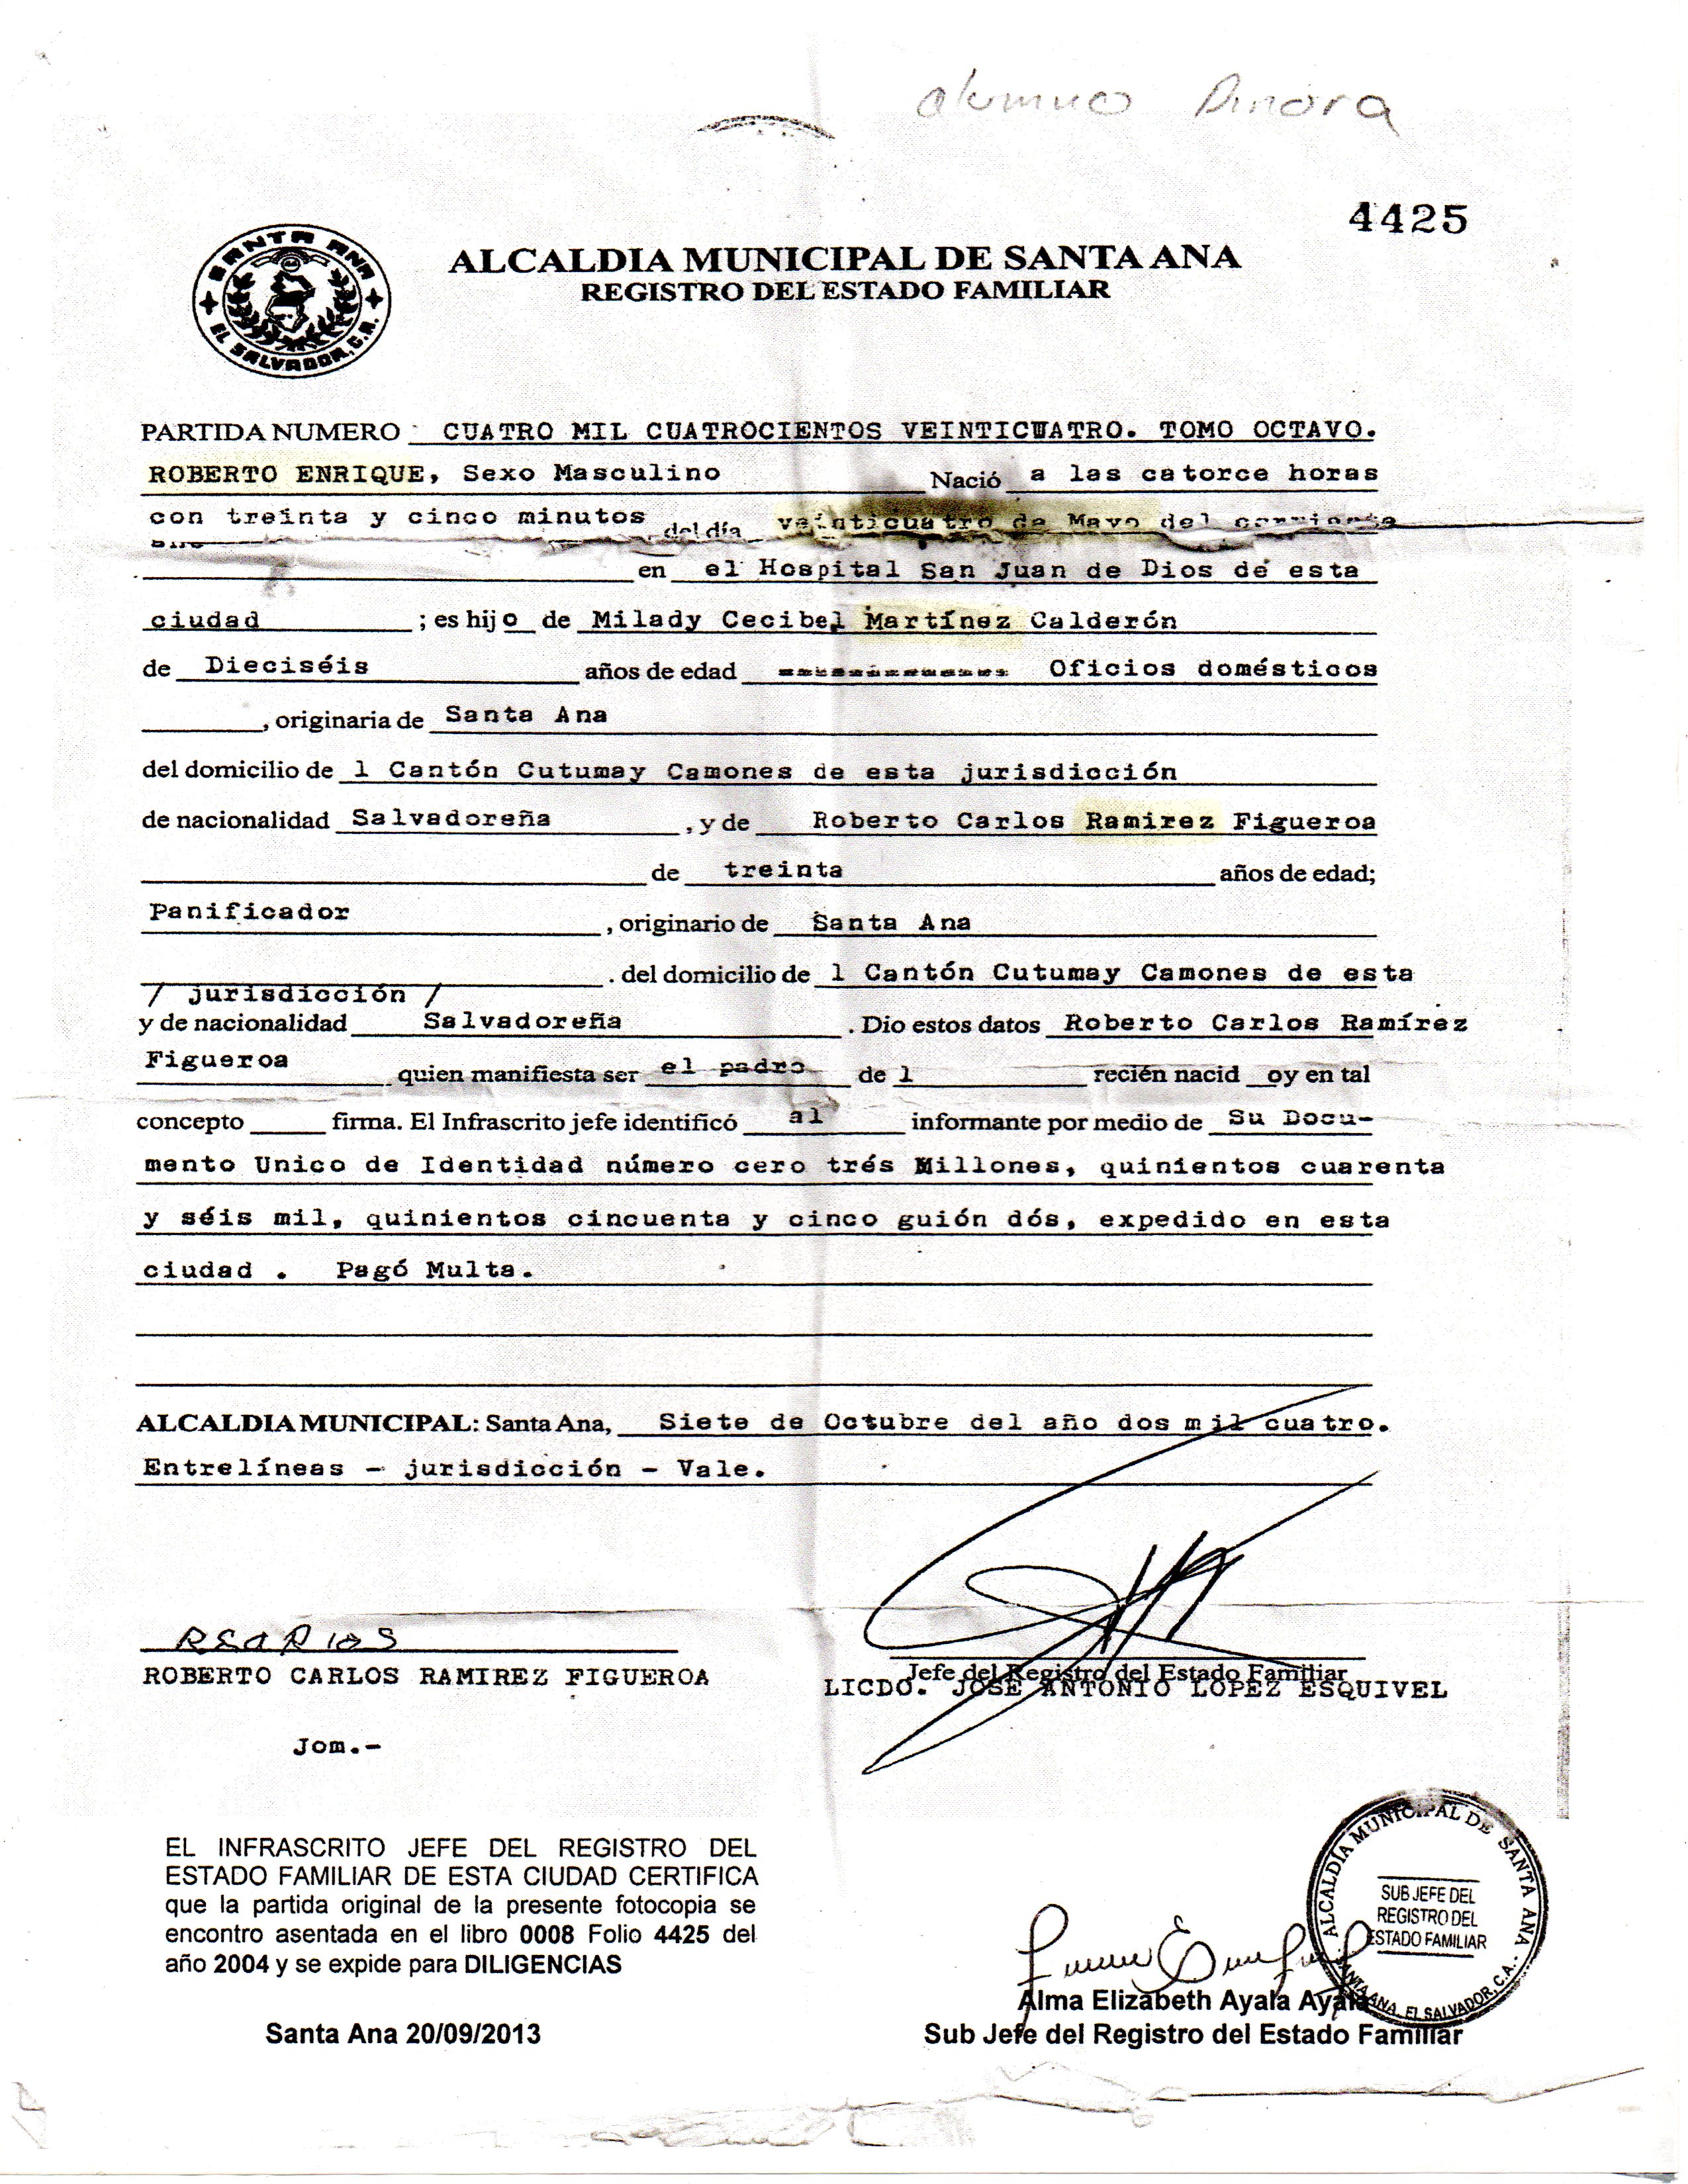 alumno Dinora
4425
SANTA ANA
EL SALVADOR, C.A.
ALCALDIA MUNICIPAL DE SANTA ANA
REGISTRO DEL ESTADO FAMILIAR
PARTIDA NUMERO CUATRO MIL CUATROCIENTOS VEINTICUATRO. TOMO OCTAVO.
ROBERTO ENRIQUE, Sexo Masculino Nació a las catorce horas
con treinta y cinco minutos del día veinticuatro de Mayo del corriente
año
en el Hospital San Juan de Dios de esta
ciudad ; es hijo de Milady Cecibel Martínez Calderón
de Dieciséis años de edad Oficios domésticos
, originaria de Santa Ana
del domicilio de l Cantón Cutumay Camones de esta jurisdicción
de nacionalidad Salvadoreña , y de Roberto Carlos Ramirez Figueroa
de treinta años de edad;
Panificador , originario de Santa Ana
. del domicilio de l Cantón Cutumay Camones de esta
/ jurisdicción /
y de nacionalidad Salvadoreña . Dio estos datos Roberto Carlos Ramírez
Figueroa quien manifiesta ser el padre de l recién nacid oy en tal
concepto firma. El Infrascrito jefe identificó al informante por medio de Su Docu-
mento Unico de Identidad número cero trés Millones, quinientos cuarenta
y séis mil, quinientos cincuenta y cinco guión dós, expedido en esta
ciudad . Pagó Multa.
ALCALDIA MUNICIPAL: Santa Ana, Siete de Octubre del año dos mil cuatro.
Entrelíneas - jurisdicción - Vale.
ROBERTO CARLOS RAMIREZ FIGUEROA
Jefe del Registro del Estado Familiar
LICDO. JOSE ANTONIO LOPEZ ESQUIVEL
Jom.-
EL INFRASCRITO JEFE DEL REGISTRO DEL
ESTADO FAMILIAR DE ESTA CIUDAD CERTIFICA
que la partida original de la presente fotocopia se
encontro asentada en el libro 0008 Folio 4425 del
año 2004 y se expide para DILIGENCIAS
Santa Ana 20/09/2013
ALCALDIA MUNICIPAL DE SANTA ANA
SUB JEFE DEL
REGISTRO DEL
ESTADO FAMILIAR
SANTA ANA, EL SALVADOR, C.A.
Alma Elizabeth Ayala Ayala
Sub Jefe del Registro del Estado Familiar